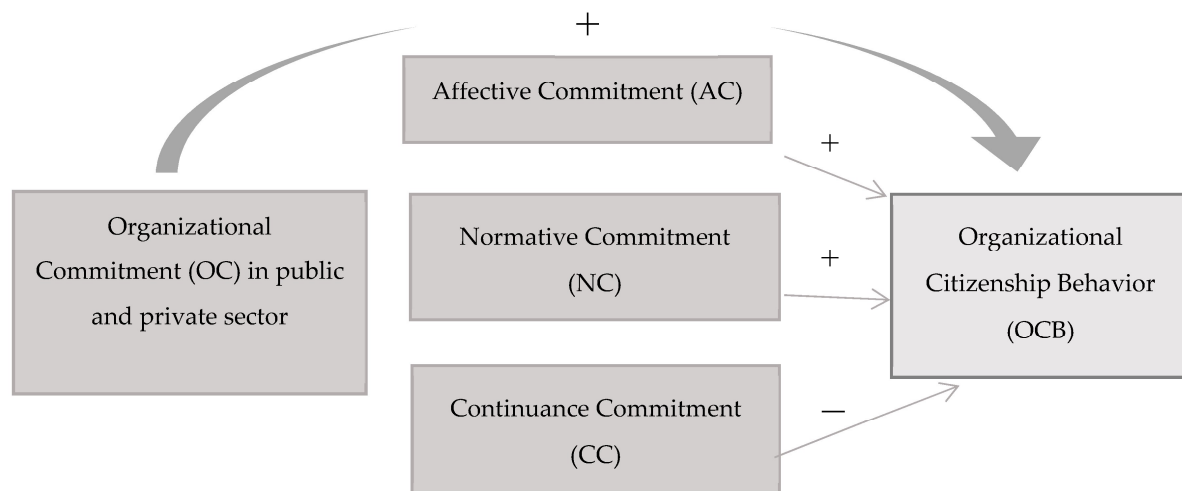 +
Affective Commitment (AC)
+
Organizational
Commitment (OC) in public
and private sector
Normative Commitment
(NC)
+
Organizational
Citizenship Behavior
(OCB)
Continuance Commitment
(CC)
—